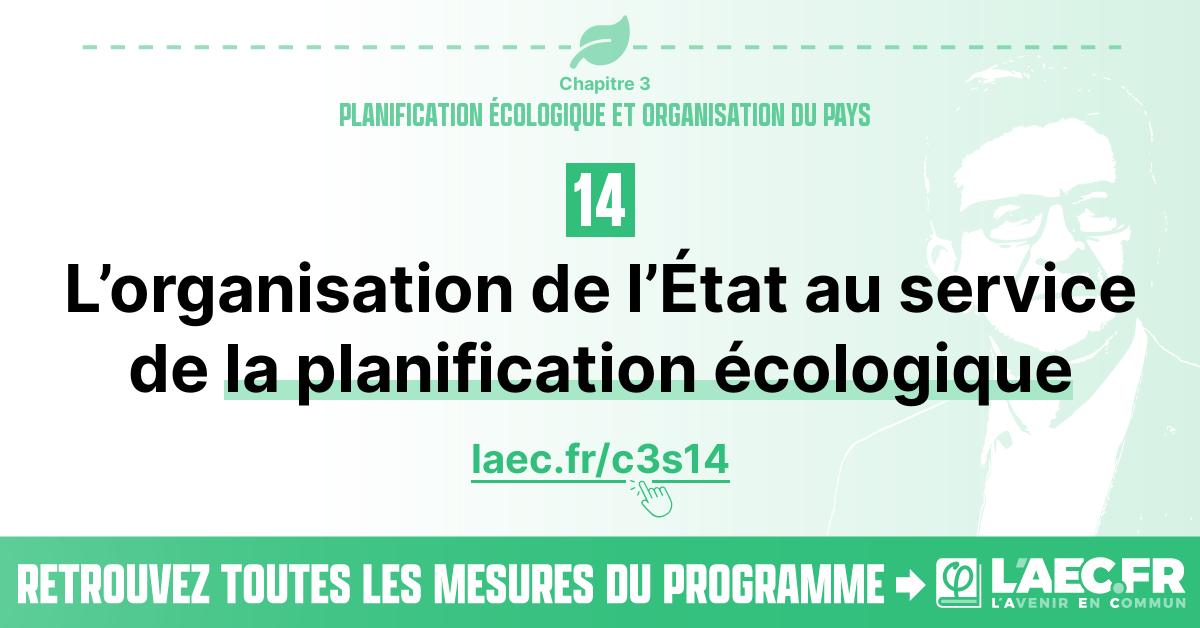 Chapitre 3
PLANIFICATION ÉCOLOGIQUE ET ORGANISATION DU PAYS
14
L’organisation de l’État au service
de la planification écologique
laec.fr/c3s14
RETROUVEZ TOUTES LES MESURES DU PROGRAMME
φ
L'AEC.FR
L'AVENIR EN COMMUN